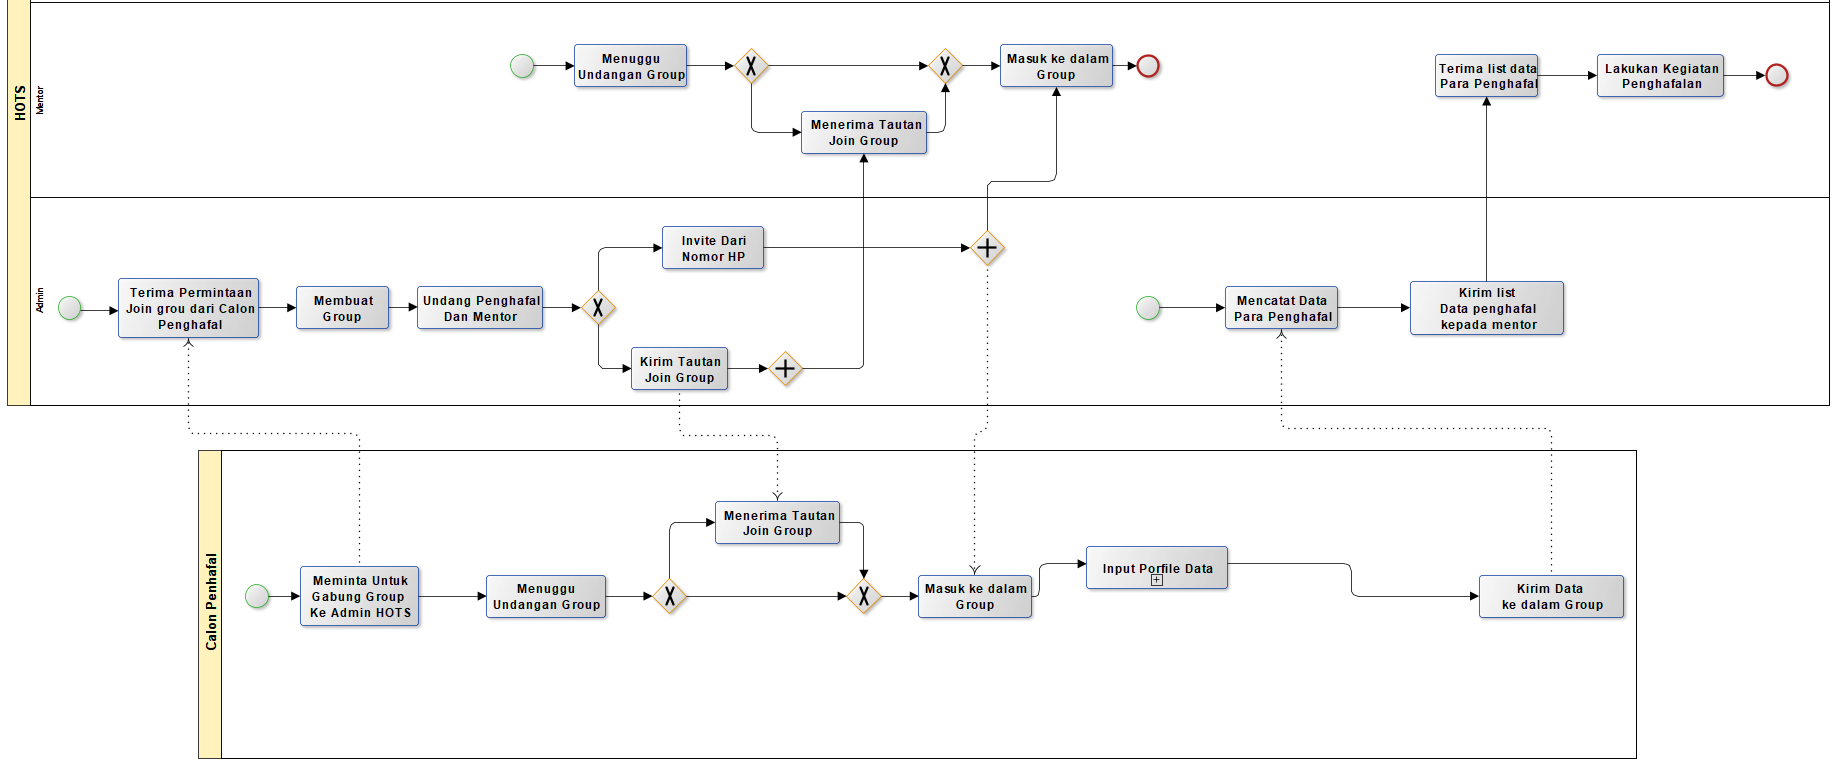 HOTS
Mentor
Menuggu
Undangan Group
Masuk ke dalam
Group
Menerima Tautan
Join Group
Terima list data
Para Penghafal
Lakukan Kegiatan
Penghafalan
Admin
Terima Permintaan
Join grou dari Calon
Penghafal
Membuat
Group
Undang Penghafal
Dan Mentor
Invite Dari
Nomor HP
Kirim Tautan
Join Group
Mencatat Data
Para Penghafal
Kirim list
Data penghafal
kepada mentor
Calon Penhafal
Meminta Untuk
Gabung Group
Ke Admin HOTS
Menuggu
Undangan Group
Menerima Tautan
Join Group
Masuk ke dalam
Group
Input Porfile Data
Kirim Data
ke dalam Group